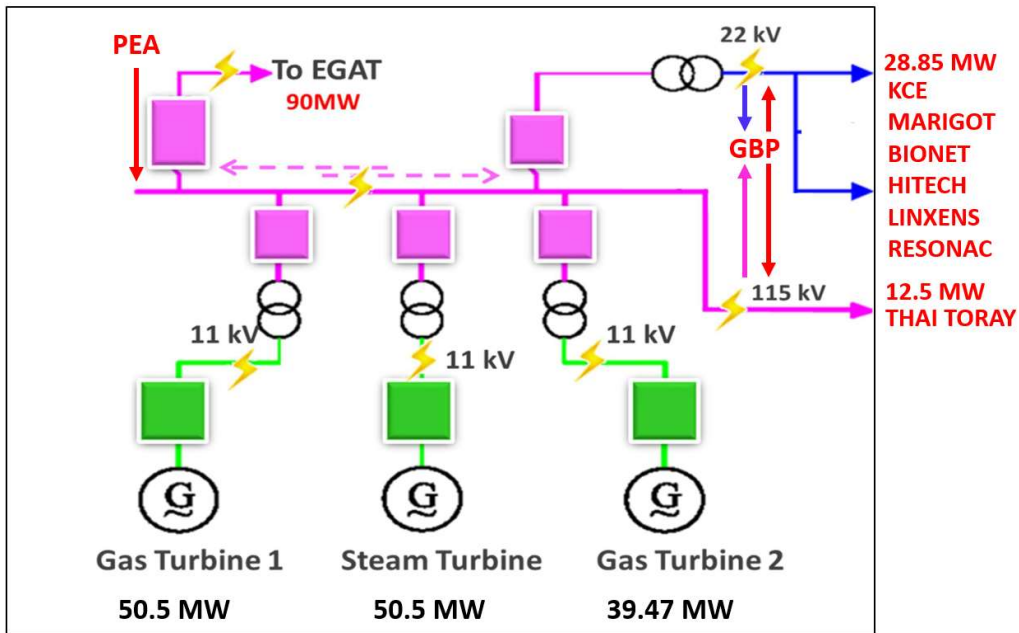 PEA
To EGAT
90MW
22 kV
28.85 MW
KCE
MARIGOT
BIONET
HITECH
LINXENS
RESONAC
GBP
115 kV
12.5 MW
THAI TORAY
11 kV
11 kV
11 kV
G
G
G
Gas Turbine 1
Steam Turbine
Gas Turbine 2
50.5 MW
50.5 MW
39.47 MW